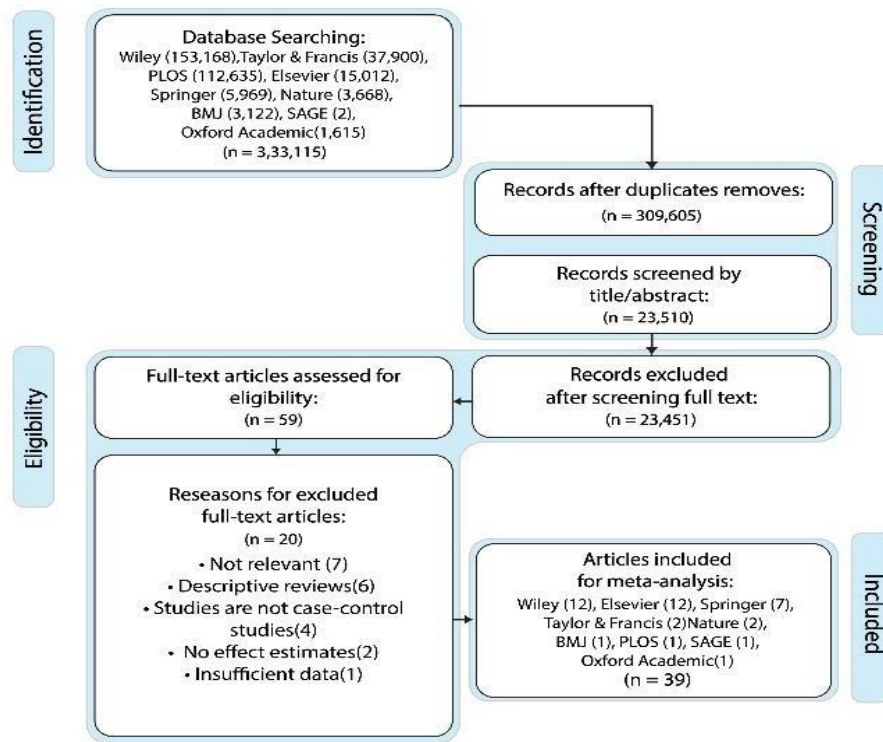 Identification
Database Searching:
Wiley (153,168),Taylor & Francis (37,900),
PLOS (112,635), Elsevier (15,012),
Springer (5,969), Nature (3,668),
BMJ (3,122), SAGE (2),
Oxford Academic(1,615)
(n = 3,33,115)
Screening
Records after duplicates removes:
(n = 309,605)
Records screened by
title/abstract:
(n = 23,510)
Eligibility
Full-text articles assessed for
eligibility:
(n = 59)
Records excluded
after screening full text:
(n = 23,451)
Reseasons for excluded
full-text articles:
(n = 20)
• Not relevant (7)
• Descriptive reviews(6)
• Studies are not case-control
studies(4)
• No effect estimates(2)
• Insufficient data(1)
Included
Articles included
for meta-analysis:
Wiley (12), Elsevier (12), Springer (7),
Taylor & Francis (2)Nature (2),
BMJ (1), PLOS (1), SAGE (1),
Oxford Academic(1)
(n = 39)